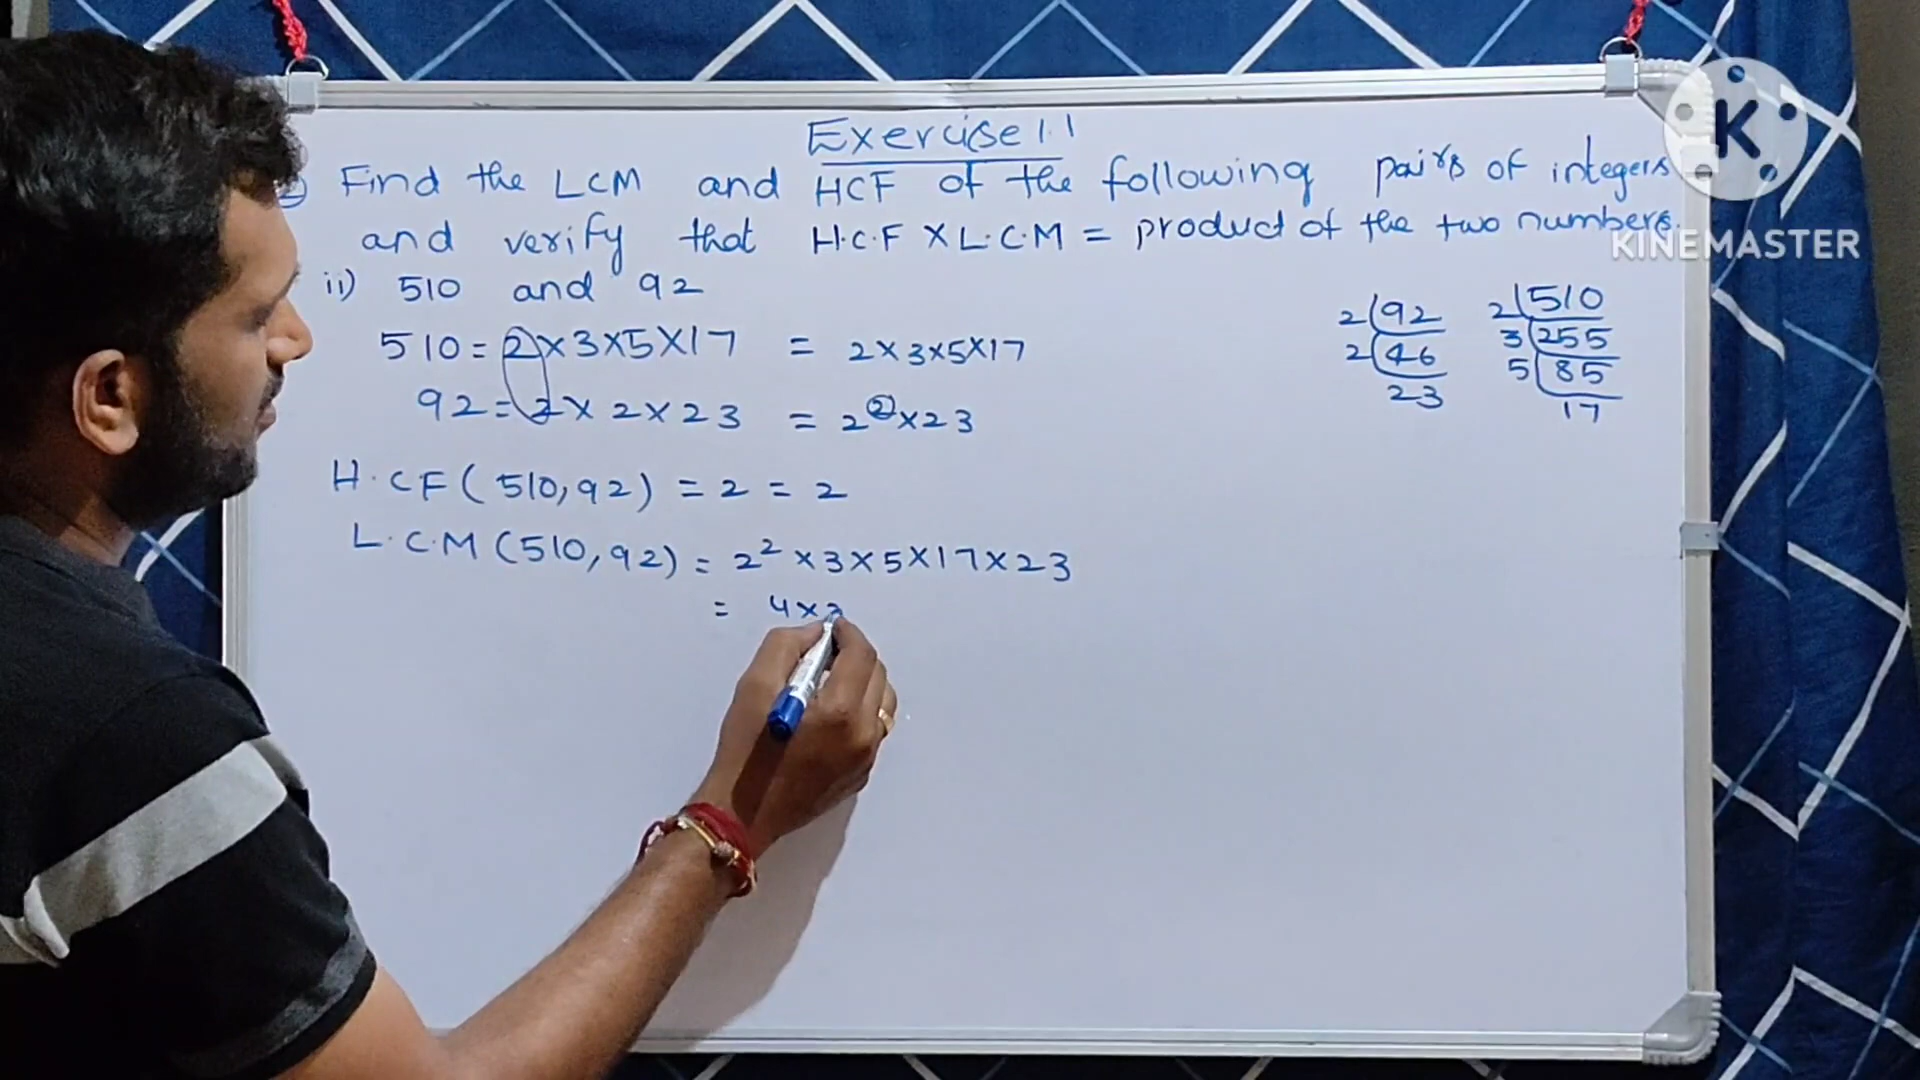 Exercise 1.1
② Find the LCM and HCF of the following pairs of integers
and verify that H.C.F X L.C.M = product of the two numbers.
ii) 510 and 92
510 = 2×3×5×17 = 2×3×5×17
92 = 2×2×23 = 2²×23
H.CF(510,92) = 2 = 2
L.C.M(510,92) = 2² ×3×5×17×23
= 4×3
2 92
2 46
23
2 510
3 255
5 85
17
K
KINEMASTER